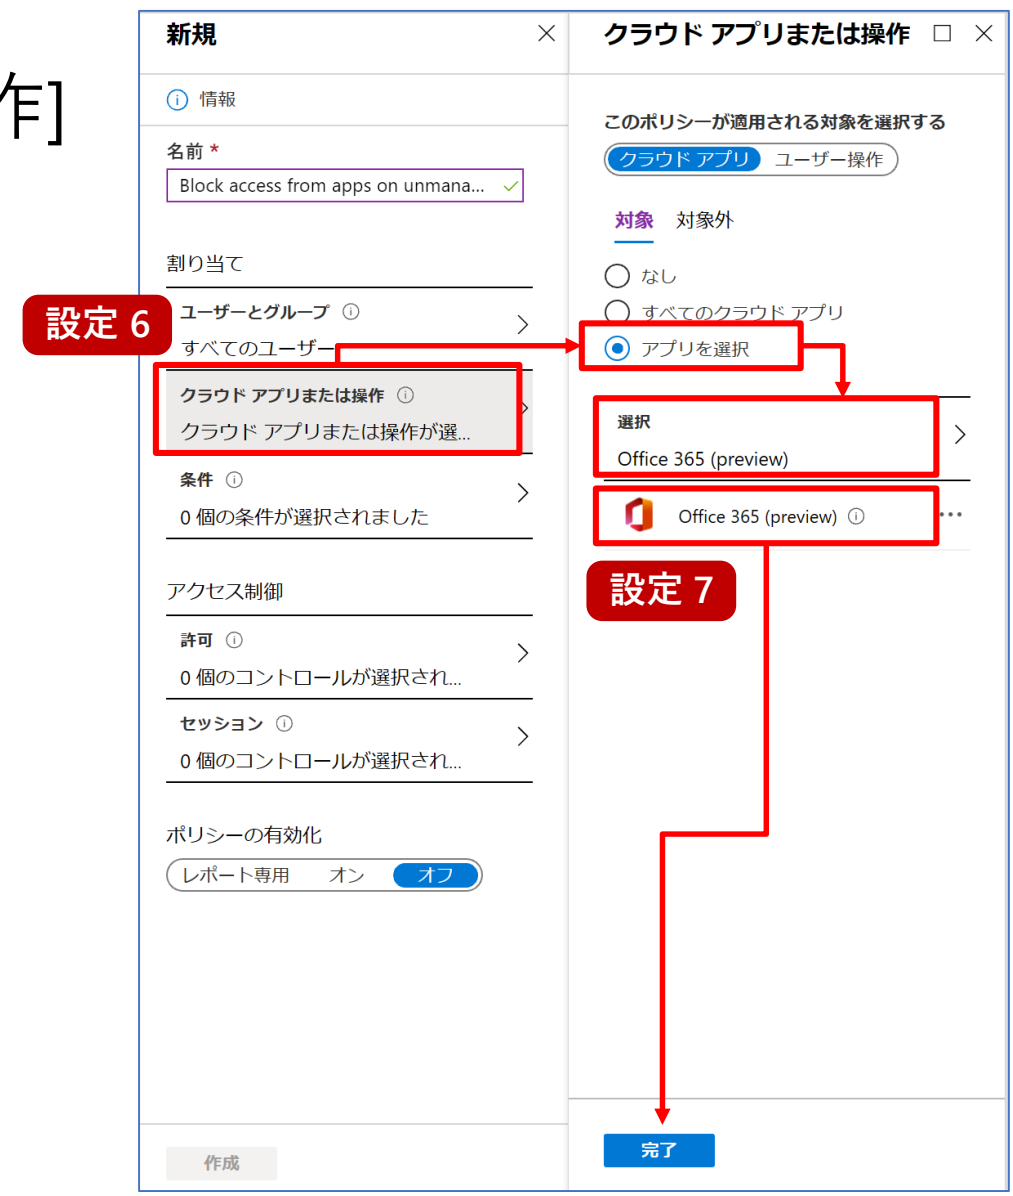 作]
新規
情報
名前 *
Block access from apps on unmana...
割り当て
設定 6
ユーザーとグループ
すべてのユーザー
クラウド アプリまたは操作
クラウド アプリまたは操作が選...
条件
0 個の条件が選択されました
アクセス制御
許可
0 個のコントロールが選択され...
セッション
0 個のコントロールが選択され...
ポリシーの有効化
レポート専用 オン オフ
作成
クラウド アプリまたは操作
このポリシーが適用される対象を選択する
クラウド アプリ ユーザー操作
対象 対象外
なし
すべてのクラウド アプリ
アプリを選択
選択
Office 365 (preview)
Office 365 (preview)
設定 7
完了